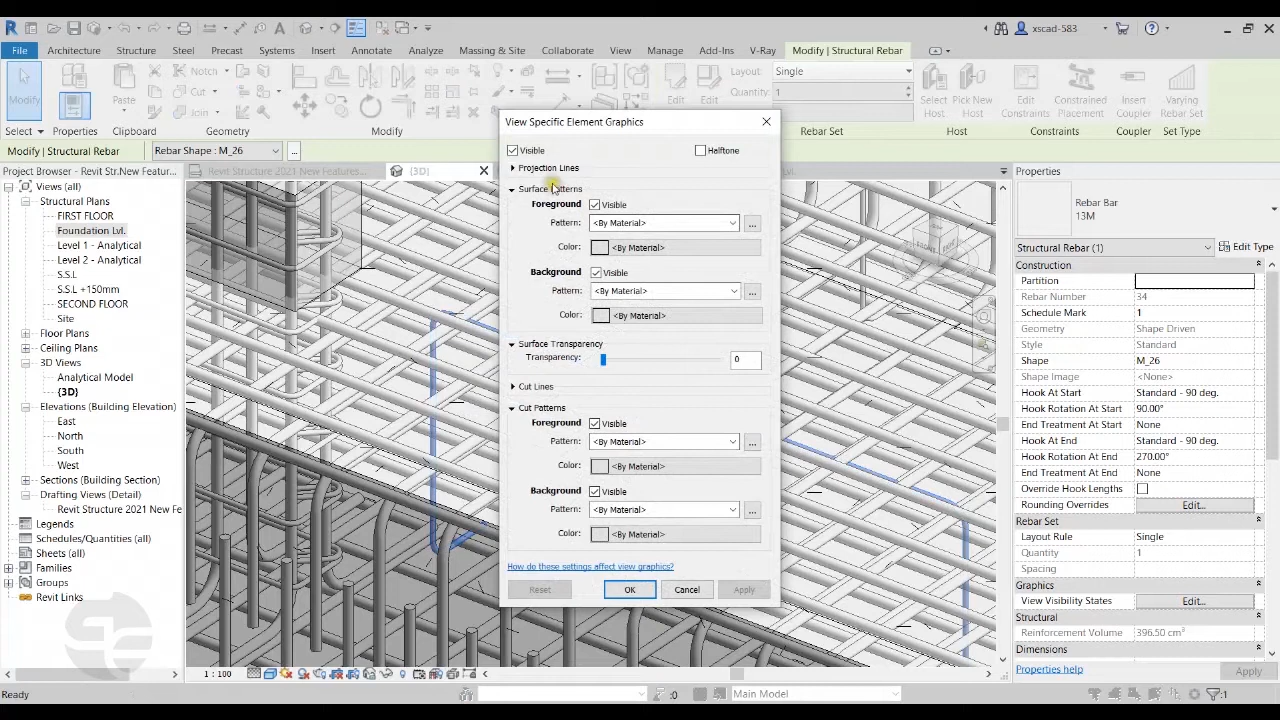 xscad-583
File Architecture Structure Steel Precast Systems Insert Annotate Analyze Massing & Site Collaborate View Manage Add-Ins V-Ray Modify | Structural Rebar
Modify
Paste
Notch
Cut
Join
Edit
Edit
Layout: Single
Quantity: 1
Select Host
Pick New Host
Edit Constraints
Constrained Placement
Insert Coupler
Varying Rebar
Select Properties Clipboard Geometry Modify Rebar Set Host Constraints Coupler Set Type
Modify | Structural Rebar
Rebar Shape : M_26
...
Project Browser - Revit Str.New Featur...
Revit Structure 2021 New Features...
{3D}
Views (all)
Structural Plans
FIRST FLOOR
Foundation Lvl.
Level 1 - Analytical
Level 2 - Analytical
S.S.L
S.S.L +150mm
SECOND FLOOR
Site
Floor Plans
Ceiling Plans
3D Views
Analytical Model
{3D}
Elevations (Building Elevation)
East
North
South
West
Sections (Building Section)
Drafting Views (Detail)
Revit Structure 2021 New Fe
Legends
Schedules/Quantities (all)
Sheets (all)
Families
Groups
Revit Links
View Specific Element Graphics
Visible
Halftone
Projection Lines
Surface Patterns
Foreground Visible
Pattern: <By Material> ...
Color: <By Material>
Background Visible
Pattern: <By Material> ...
Color: <By Material>
Surface Transparency
Transparency: 0
Cut Lines
Cut Patterns
Foreground Visible
Pattern: <By Material> ...
Color: <By Material>
Background Visible
Pattern: <By Material> ...
Color: <By Material>
How do these settings affect view graphics?
Reset OK Cancel Apply
Properties
Rebar Bar
13M
Structural Rebar (1)
Edit Type
Construction
Partition
Rebar Number 34
Schedule Mark 1
Geometry Shape Driven
Style Standard
Shape M_26
Shape Image <None>
Hook At Start Standard - 90 deg.
Hook Rotation At Start 90.00°
End Treatment At Start None
Hook At End Standard - 90 deg.
Hook Rotation At End 270.00°
End Treatment At End None
Override Hook Lengths
Rounding Overrides Edit...
Rebar Set
Layout Rule Single
Quantity 1
Spacing
Graphics
View Visibility States Edit...
Structural
Reinforcement Volume 396.50 cm³
Dimensions
Properties help
Apply
1 : 100
Ready
:0
Main Model
:1